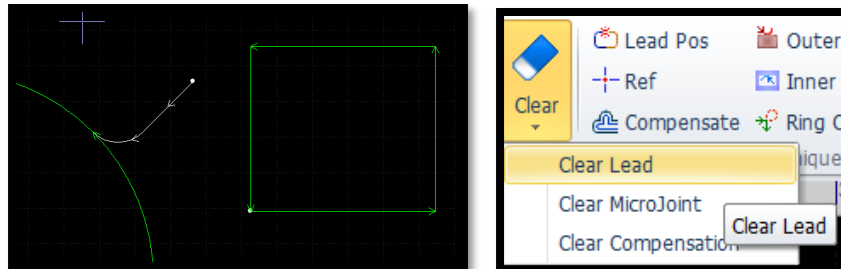 Lead Pos
Outer
Ref
Inner
Clear
Compensate
Ring
Clear Lead
Clear MicroJoint
Clear Lead
Clear Compensation